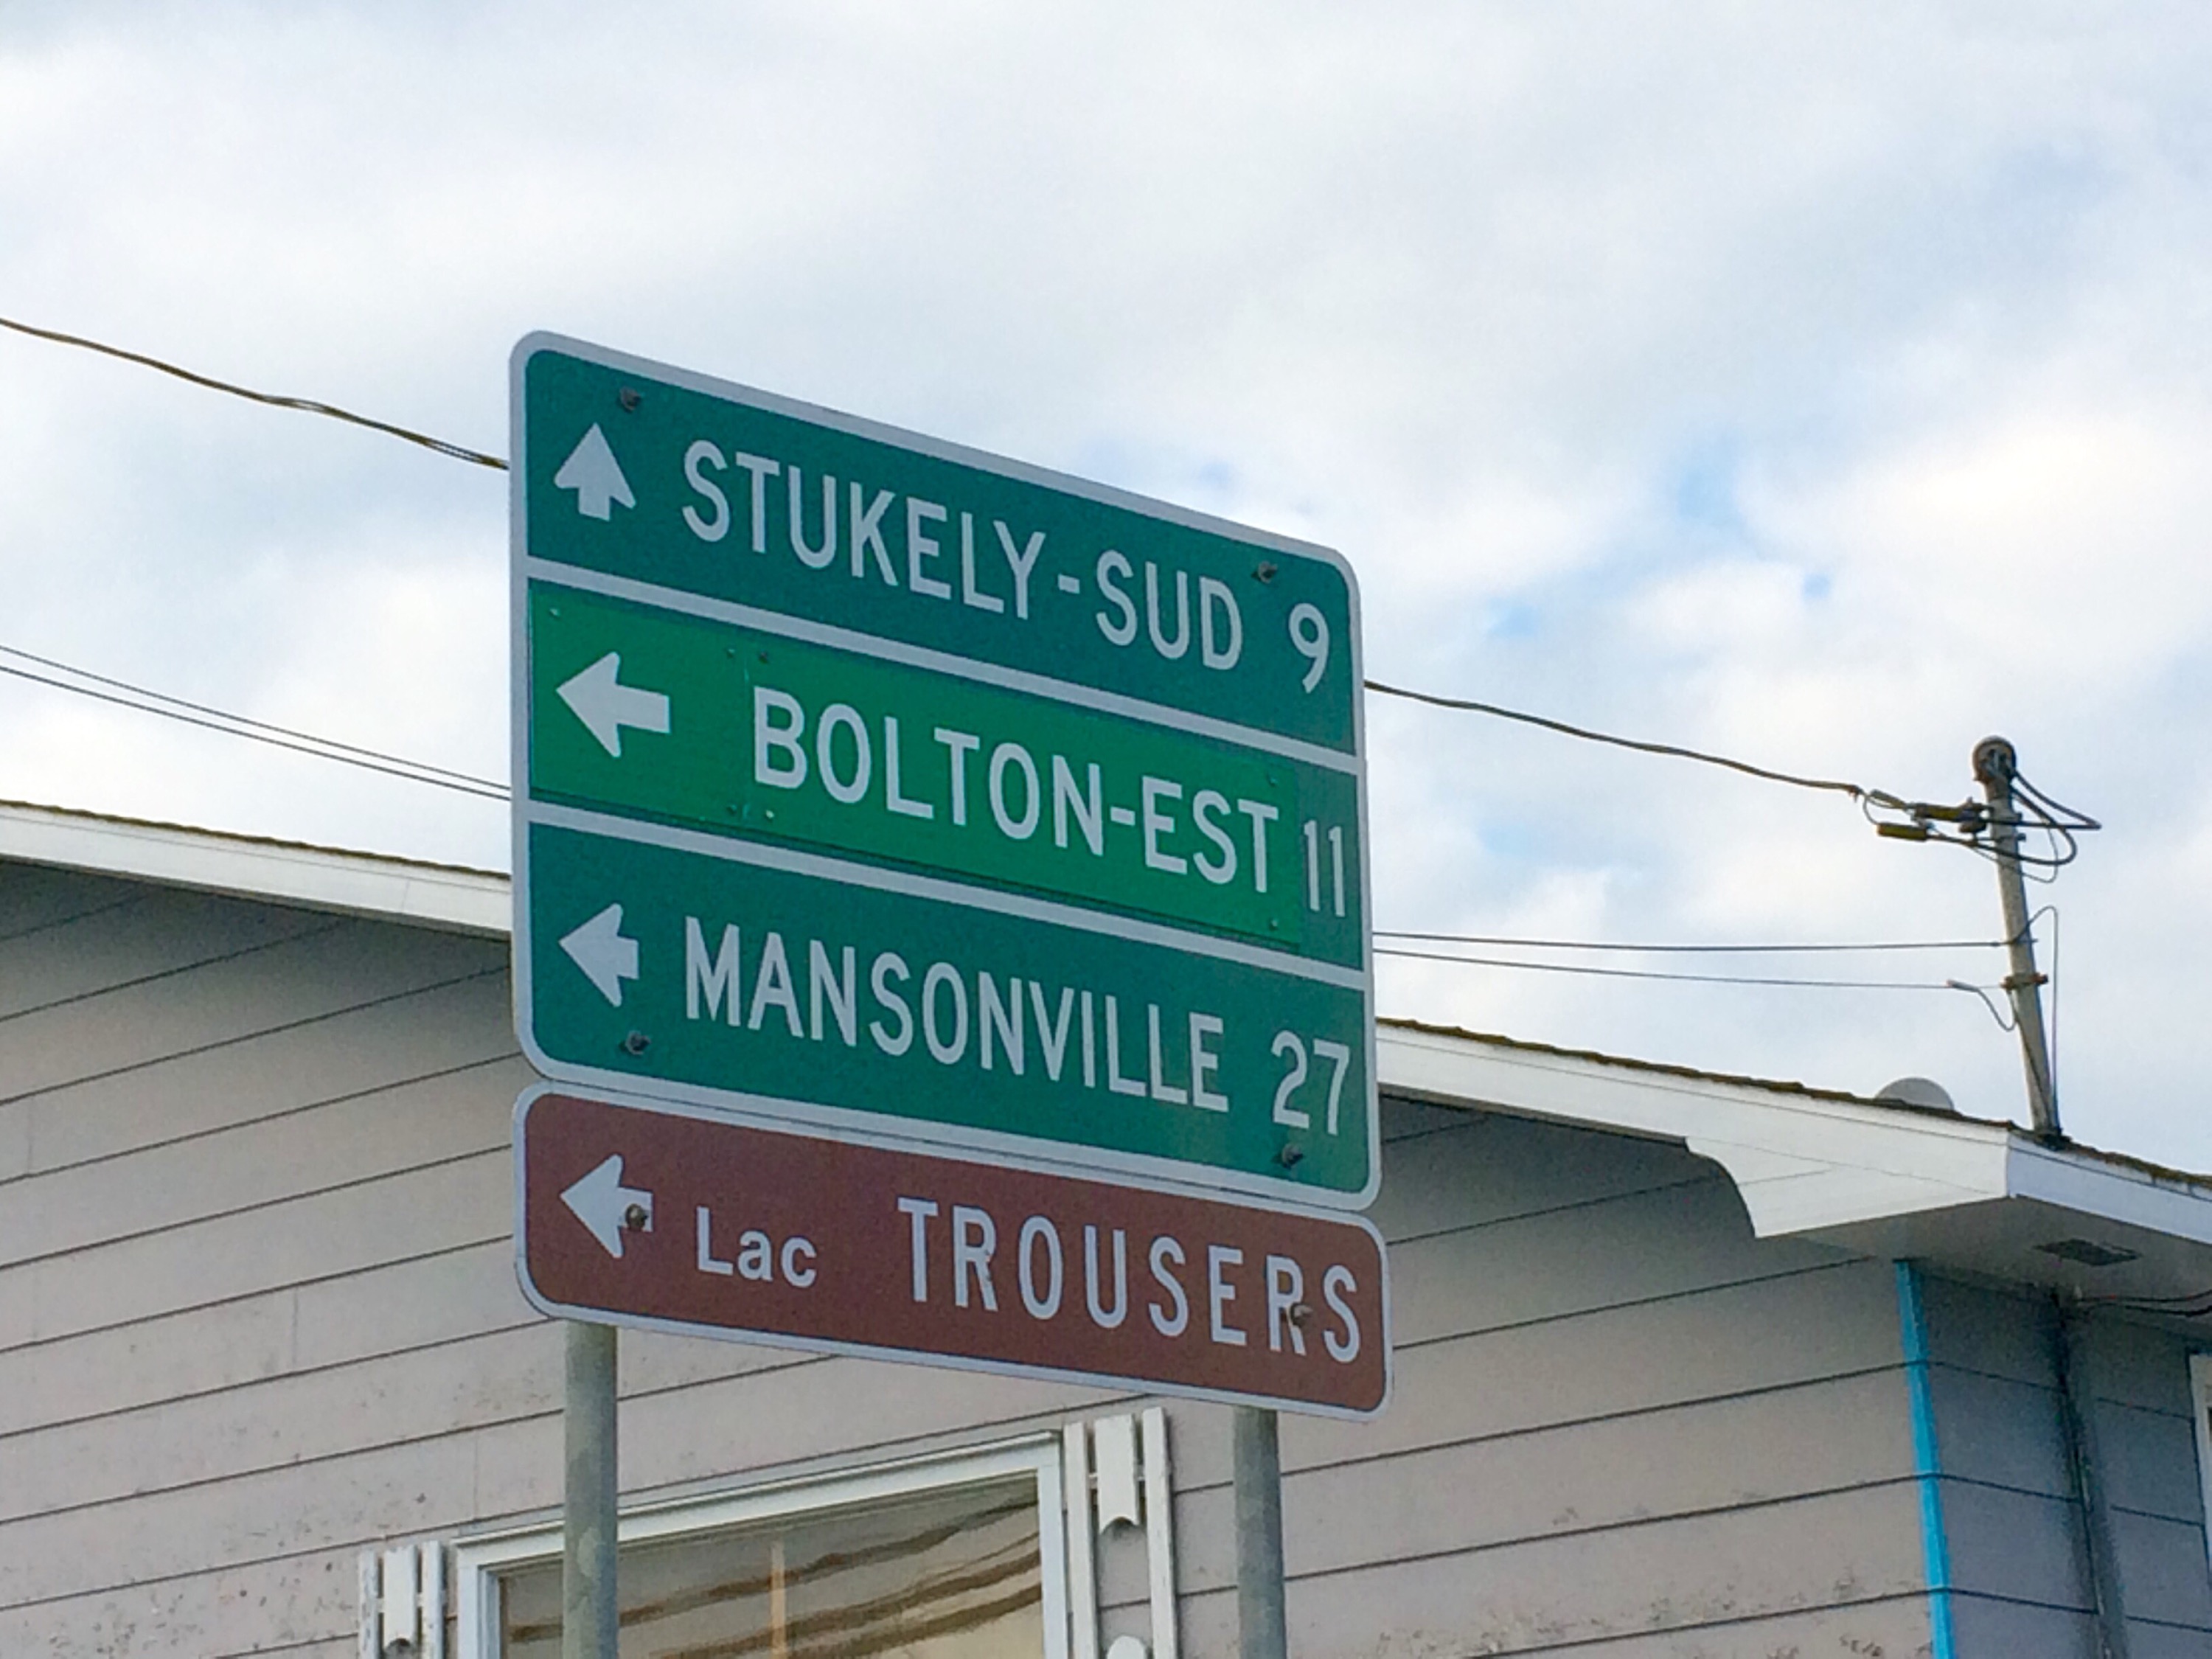 STUKELY-SUD 9
BOLTON-EST 11
MANSONVILLE 27
Lac TROUSERS